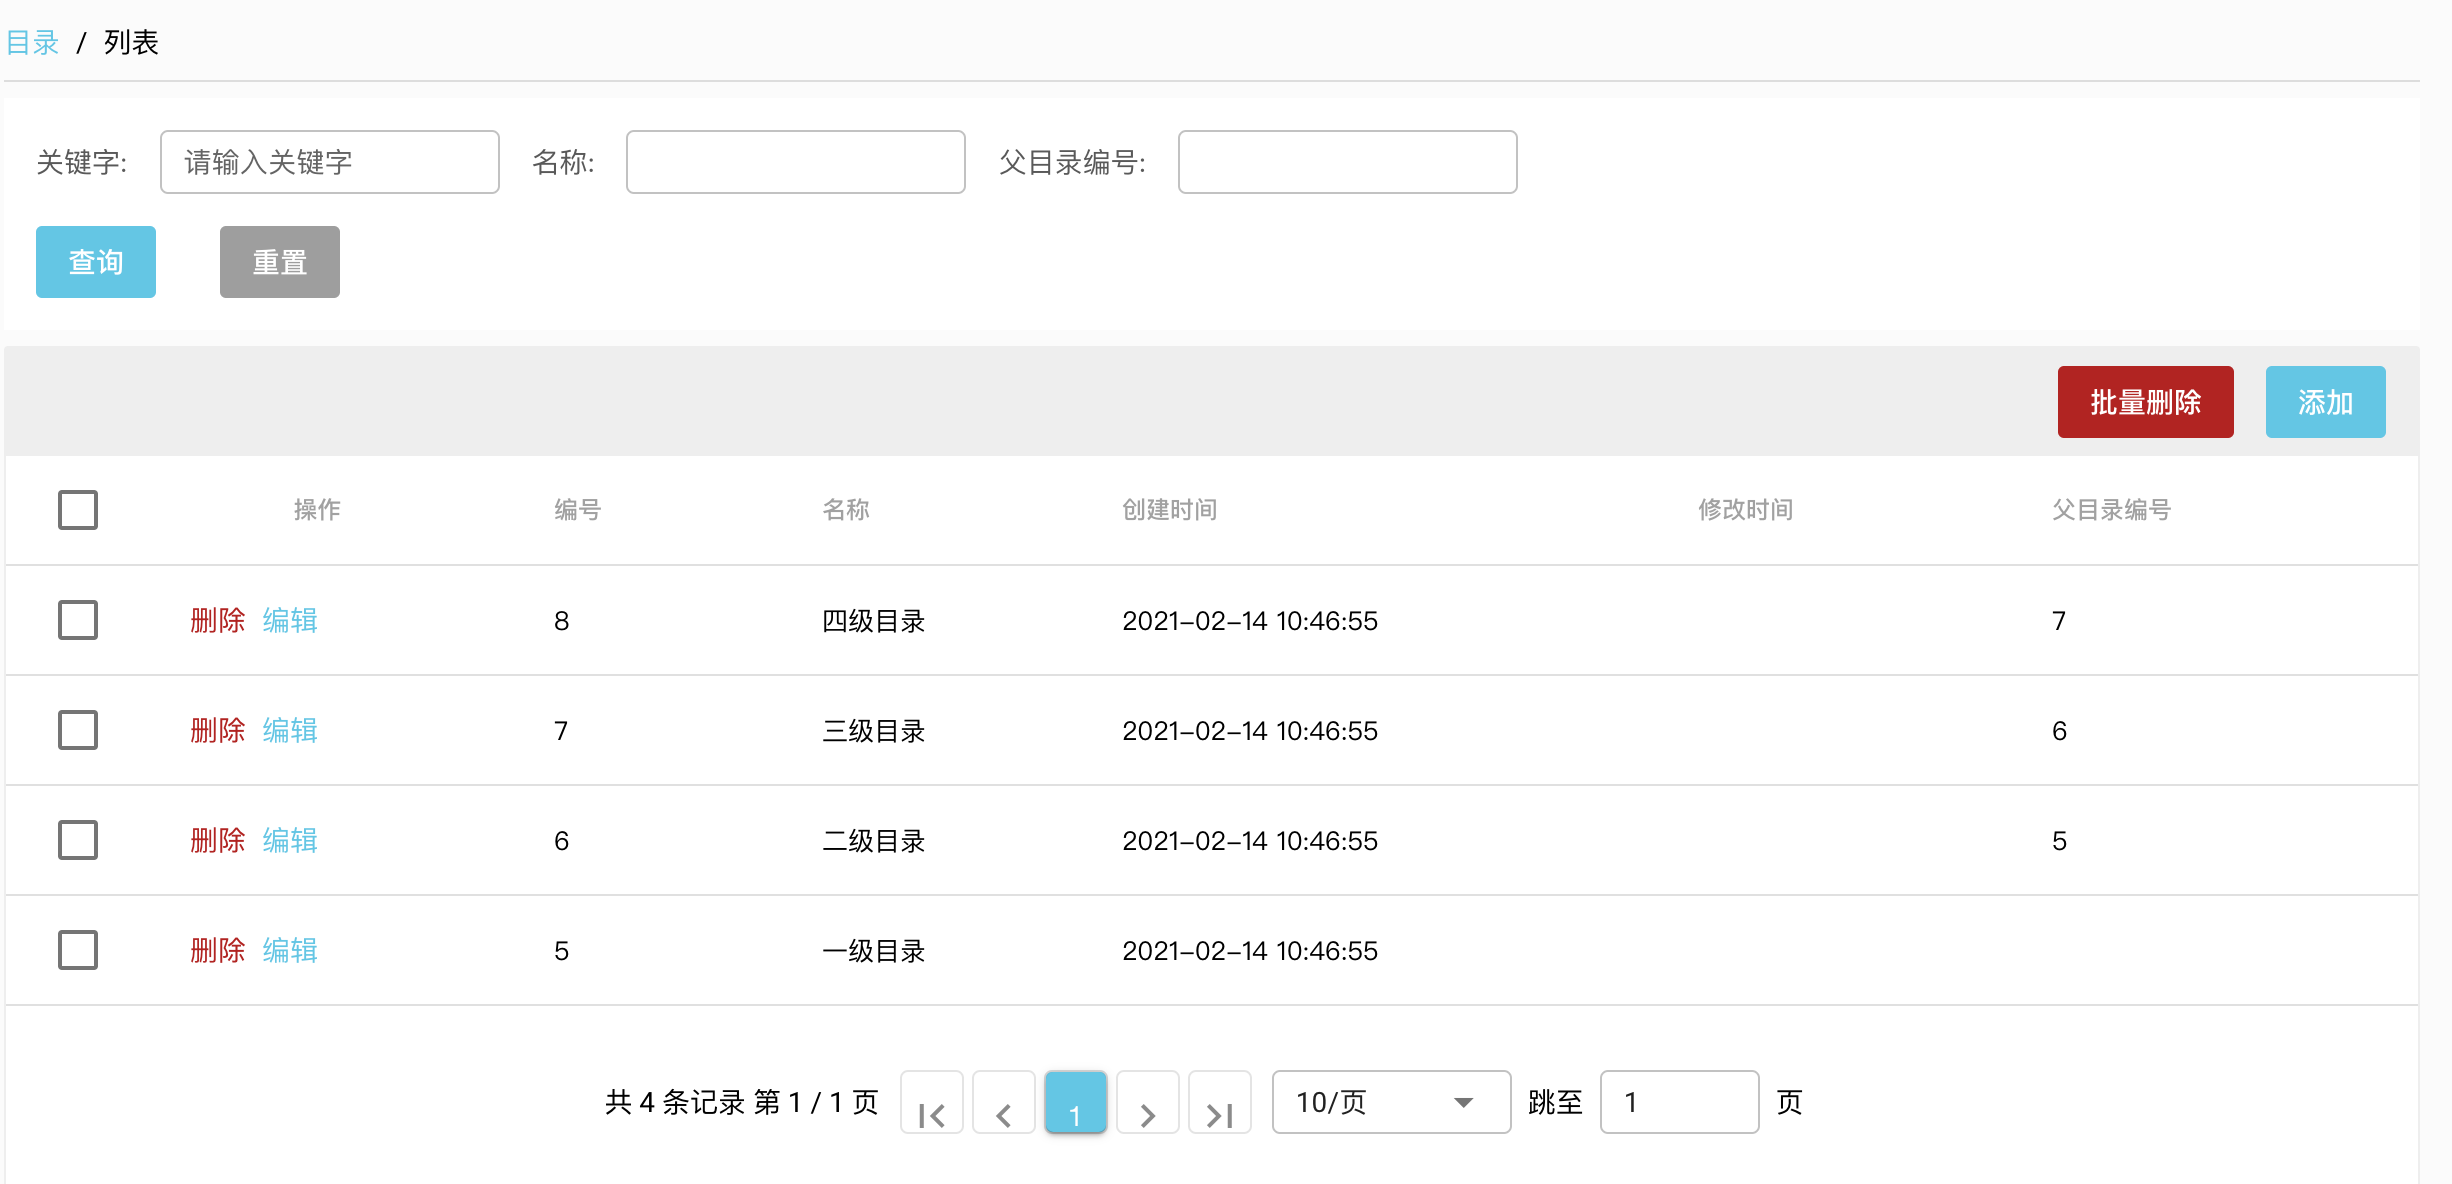 目录 / 列表
关键字: 请输入关键字 名称: 父目录编号:
查询 重置
批量删除 添加
操作 编号 名称 创建时间 修改时间 父目录编号
删除 编辑 8 四级目录 2021-02-14 10:46:55 7
删除 编辑 7 三级目录 2021-02-14 10:46:55 6
删除 编辑 6 二级目录 2021-02-14 10:46:55 5
删除 编辑 5 一级目录 2021-02-14 10:46:55
共 4 条记录 第 1 / 1 页 1 10/页 跳至 1 页